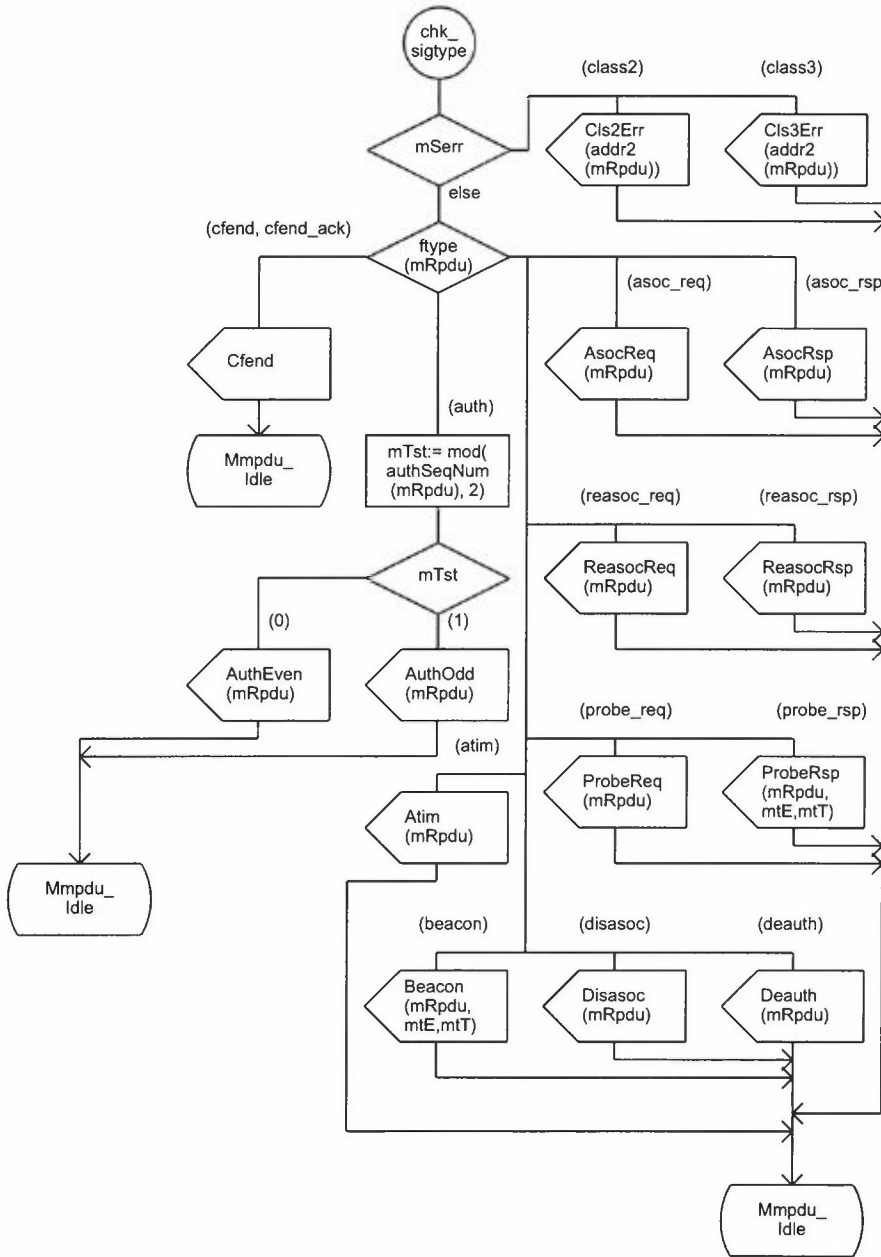 chk_
sigtype
(class2)
(class3)
mSerr
Cls2Err
(addr2
(mRpdu))
Cls3Err
(addr2
(mRpdu))
else
(cfend, cfend_ack)
ftype
(mRpdu)
(asoc_req)
(asoc_rsp
Cfend
AsocReq
(mRpdu)
AsocRsp
(mRpdu)
(auth)
Mmpdu_
Idle
mTst:= mod(
authSeqNum
(mRpdu), 2)
(reasoc_req)
(reasoc_rsp)
ReasocReq
(mRpdu)
ReasocRsp
(mRpdu)
mTst
(0)
(1)
AuthEven
(mRpdu)
AuthOdd
(mRpdu)
(probe_req)
(probe_rsp)
(atim)
ProbeReq
(mRpdu)
ProbeRsp
(mRpdu,
mtE,mtT)
Atim
(mRpdu)
Mmpdu_
Idle
(beacon)
(disasoc)
(deauth)
Beacon
(mRpdu,
mtE,mtT)
Disasoc
(mRpdu)
Deauth
(mRpdu)
Mmpdu_
Idle